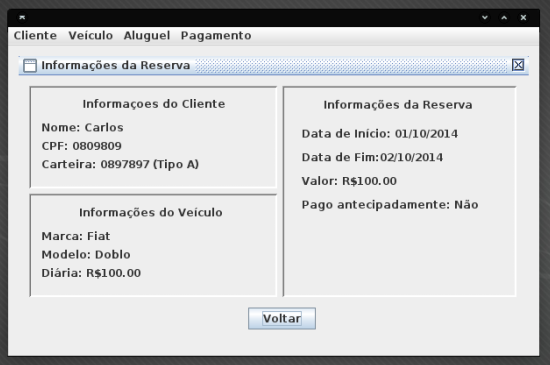 Cliente Veículo Aluguel Pagamento
Informações da Reserva
Informaçoes do Cliente
Nome: Carlos
CPF: 0809809
Carteira: 0897897 (Tipo A)
Informações do Veículo
Marca: Fiat
Modelo: Doblo
Diária: R$100.00
Informações da Reserva
Data de Início: 01/10/2014
Data de Fim:02/10/2014
Valor: R$100.00
Pago antecipadamente: Não
Voltar